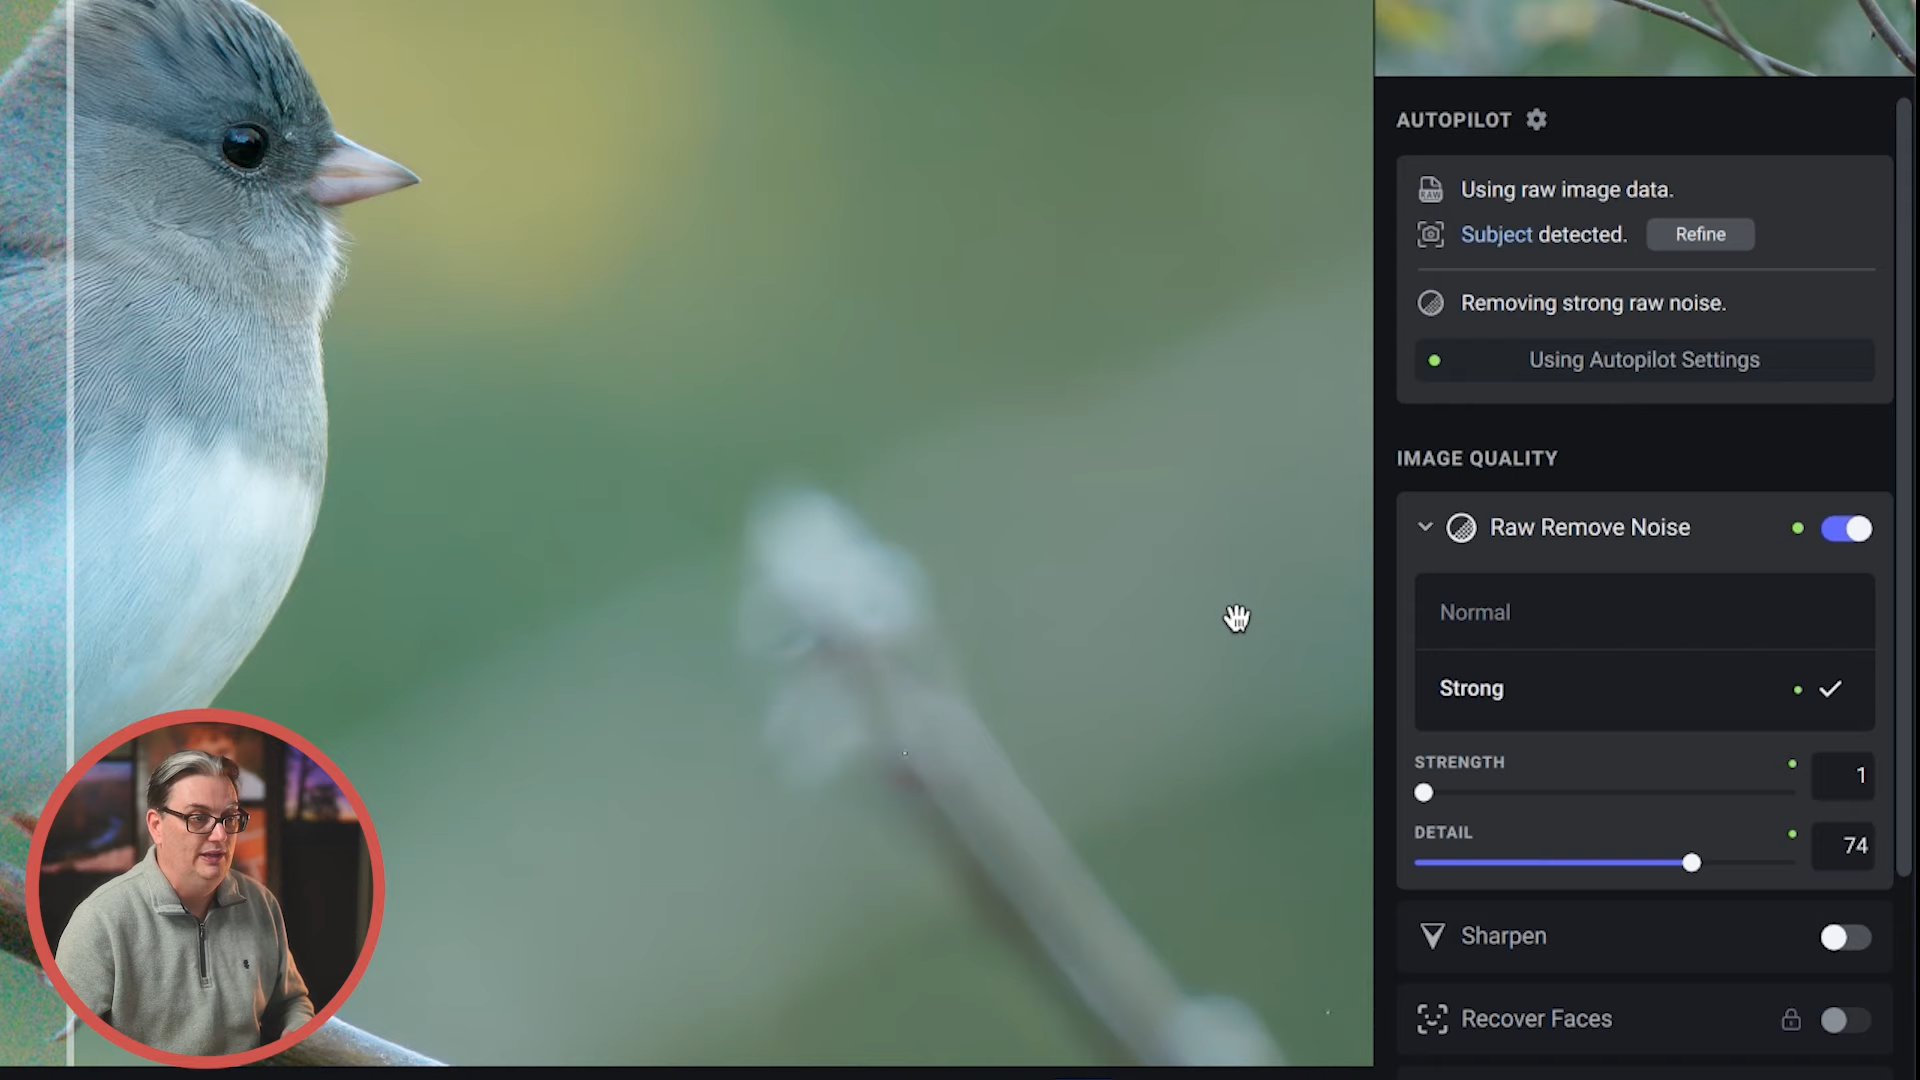 AUTOPILOT
RAW
Using raw image data.
Subject detected. Refine
Removing strong raw noise.
Using Autopilot Settings
IMAGE QUALITY
Raw Remove Noise
Normal
Strong
STRENGTH 1
DETAIL 74
Sharpen
Recover Faces